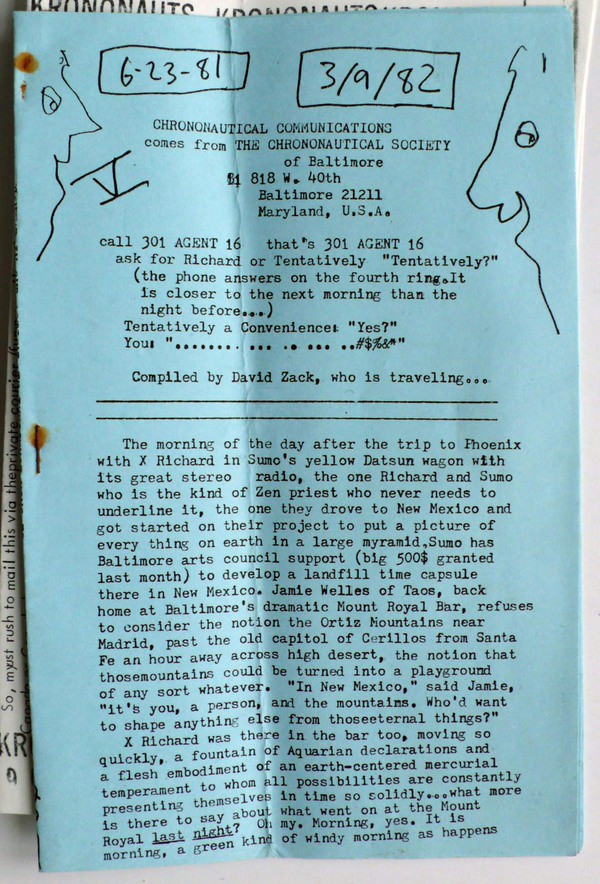 KRONONAUTS KRONONAUTS
6-23-81
3/9/82
V
CHRONONAUTICAL COMMUNICATIONS
comes from THE CHRONONAUTICAL SOCIETY
of Baltimore
818 W. 40th
Baltimore 21211
Maryland, U.S.A.
call 301 AGENT 16 that's 301 AGENT 16
ask for Richard or Tentatively "Tentatively?"
(the phone answers on the fourth ring.It
is closer to the next morning than the
night before....)
Tentatively a Convenience: "Yes?"
You: "........ ... .. ... ..#$%&*"
Compiled by David Zack, who is traveling...
The morning of the day after the trip to Phoenix
with X Richard in Sumo's yellow Datsun wagon with
its great stereo radio, the one Richard and Sumo
who is the kind of Zen priest who never needs to
underline it, the one they drove to New Mexico and
got started on their project to put a picture of
every thing on earth in a large myramid,Sumo has
Baltimore arts council support (big 500$ granted
last month) to develop a landfill time capsule
there in New Mexico. Jamie Welles of Taos, back
home at Baltimore's dramatic Mount Royal Bar, refuses
to consider the notion the Ortiz Mountains near
Madrid, past the old capitol of Cerillos from Santa
Fe an hour away across high desert, the notion that
thosemountains could be turned into a playground
of any sort whatever. "In New Mexico," said Jamie,
"it's you, a person, and the mountains. Who'd want
to shape anything else from thoseeternal things?"
X Richard was there in the bar too, moving so
quickly, a fountain of Aquarian declarations and
a flesh embodiment of an earth-centered mercurial
temperament to whom all possibilities are constantly
presenting themselves in time so solidly...what more
is there to say about what went on at the Mount
Royal last night? Oh my. Morning, yes. It is
morning, a green kind of windy morning as happens
So, myst rush to mail this via theprivate courier
KR